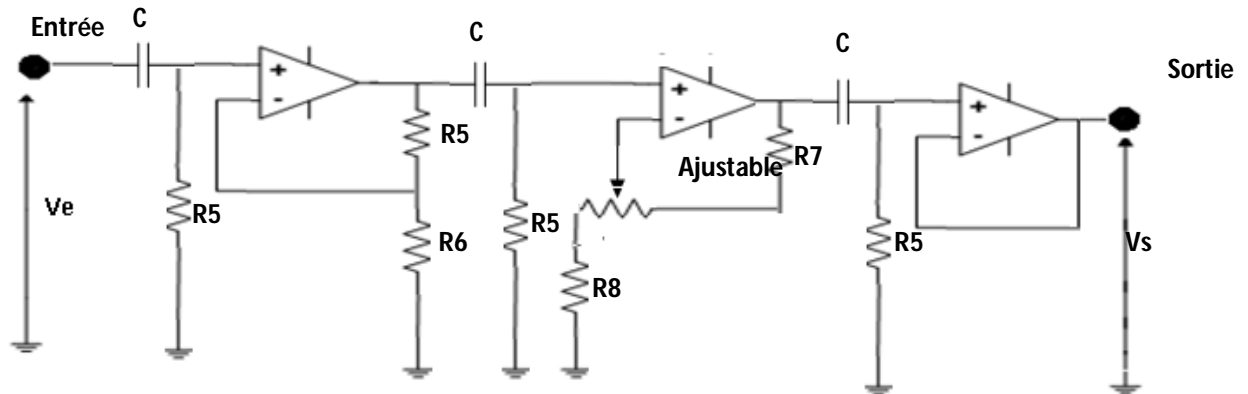 Entrée
C
C
C
Sortie
+
-
+
-
+
-
R5
Ajustable
R7
Ve
R5
R6
R5
R5
Vs
R8